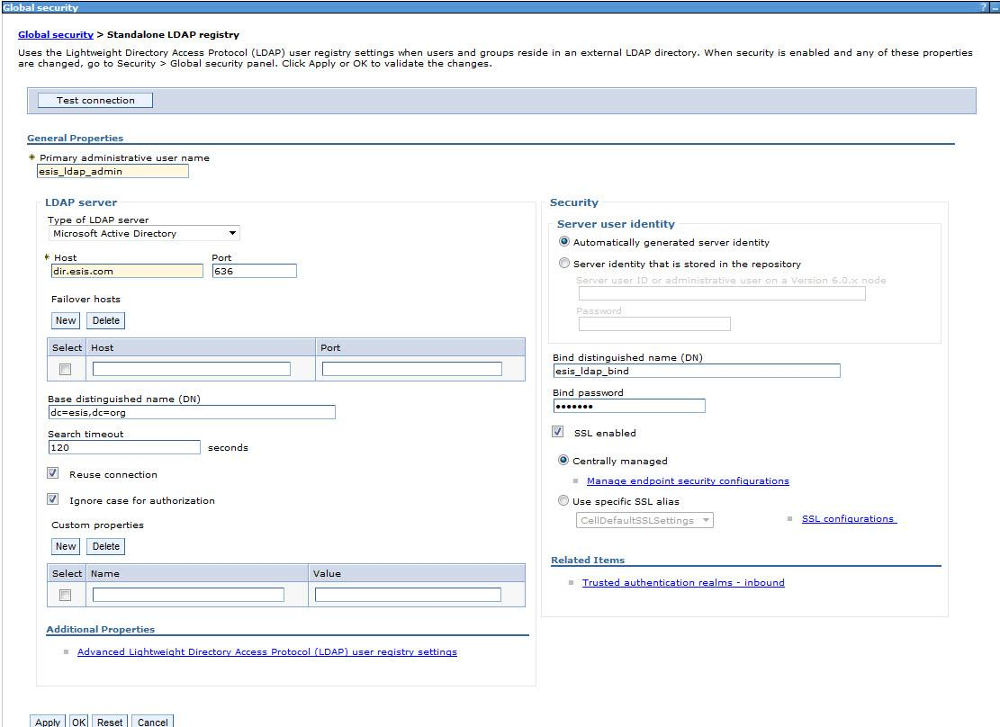 Global security
? _
Global security > Standalone LDAP registry
Uses the Lightweight Directory Access Protocol (LDAP) user registry settings when users and groups reside in an external LDAP directory. When security is enabled and any of these properties
are changed, go to Security > Global security panel. Click Apply or OK to validate the changes.
Test connection
General Properties
* Primary administrative user name
esis_ldap_admin
LDAP server
Type of LDAP server
Microsoft Active Directory
* Host Port
dir.esis.com 636
Failover hosts
New Delete
Select Host Port
Base distinguished name (DN)
dc=esis,dc=org
Search timeout
120 seconds
Reuse connection
Ignore case for authorization
Custom properties
New Delete
Select Name Value
Additional Properties
Advanced Lightweight Directory Access Protocol (LDAP) user registry settings
Security
Server user identity
Automatically generated server identity
Server identity that is stored in the repository
Server user ID or administrative user on a Version 6.0.x node
Password
Bind distinguished name (DN)
esis_ldap_bind
Bind password
•••••••
SSL enabled
Centrally managed
Manage endpoint security configurations
Use specific SSL alias
CellDefaultSSLSettings SSL configurations
Related Items
Trusted authentication realms - inbound
Apply OK Reset Cancel